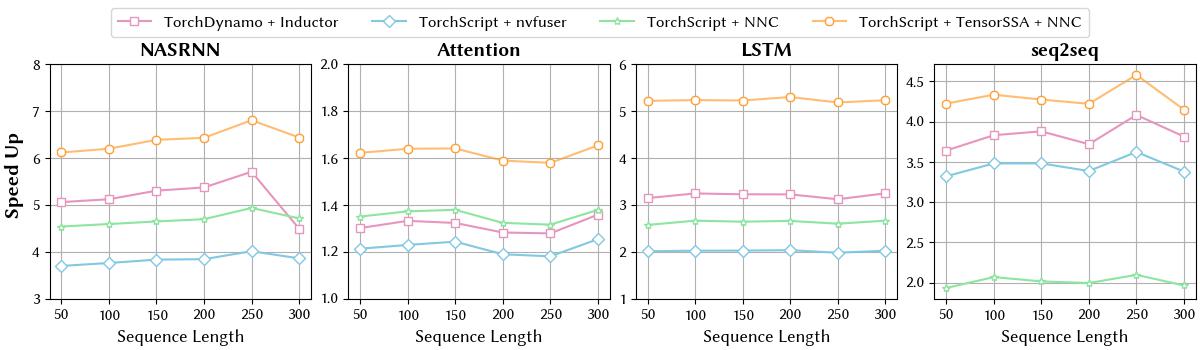 TorchDynamo + Inductor TorchScript + nvfuser TorchScript + NNC TorchScript + TensorSSA + NNC
NASRNN Attention LSTM seq2seq
Speed Up
8
7
6
5
4
3
50 100 150 200 250 300
Sequence Length
2.0
1.8
1.6
1.4
1.2
1.0
50 100 150 200 250 300
Sequence Length
6
5
4
3
2
1
50 100 150 200 250 300
Sequence Length
4.5
4.0
3.5
3.0
2.5
2.0
50 100 150 200 250 300
Sequence Length